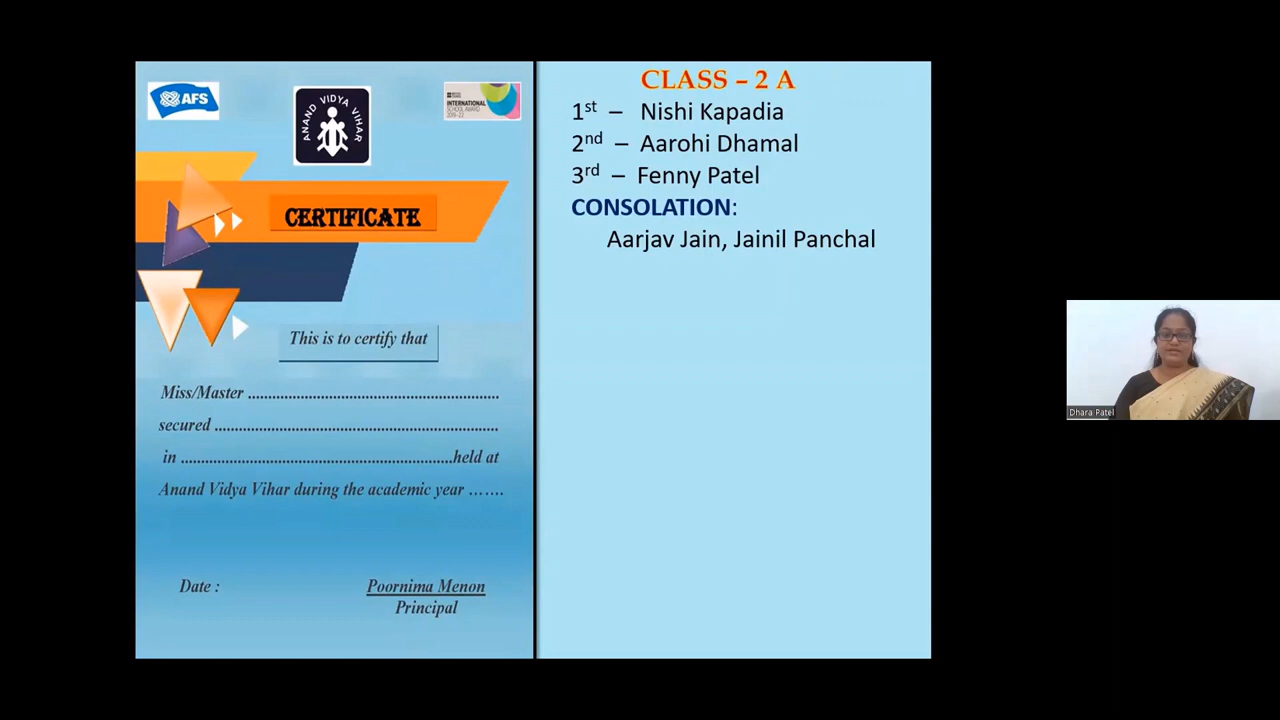 AFS
ANAND VIDYA VIHAR
BRITISH COUNCIL
INTERNATIONAL
SCHOOL AWARD
CERTIFICATE
This is to certify that
Miss/Master ..............................................................
secured ......................................................................
in ...................................................................held at
Anand Vidya Vihar during the academic year …….
Date :
Poornima Menon
Principal
CLASS – 2 A
1st – Nishi Kapadia
2nd – Aarohi Dhamal
3rd – Fenny Patel
CONSOLATION:
Aarjav Jain, Jainil Panchal
Dhara Patel